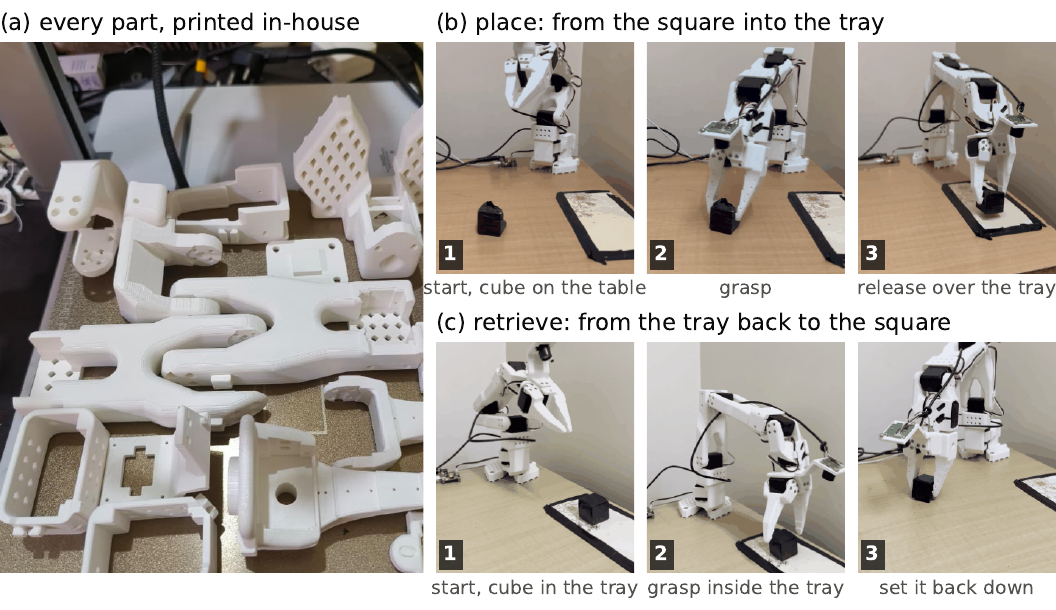 (a) every part, printed in-house
(b) place: from the square into the tray
1
2
3
start, cube on the table
grasp
release over the tray
(c) retrieve: from the tray back to the square
1
2
3
start, cube in the tray
grasp inside the tray
set it back down